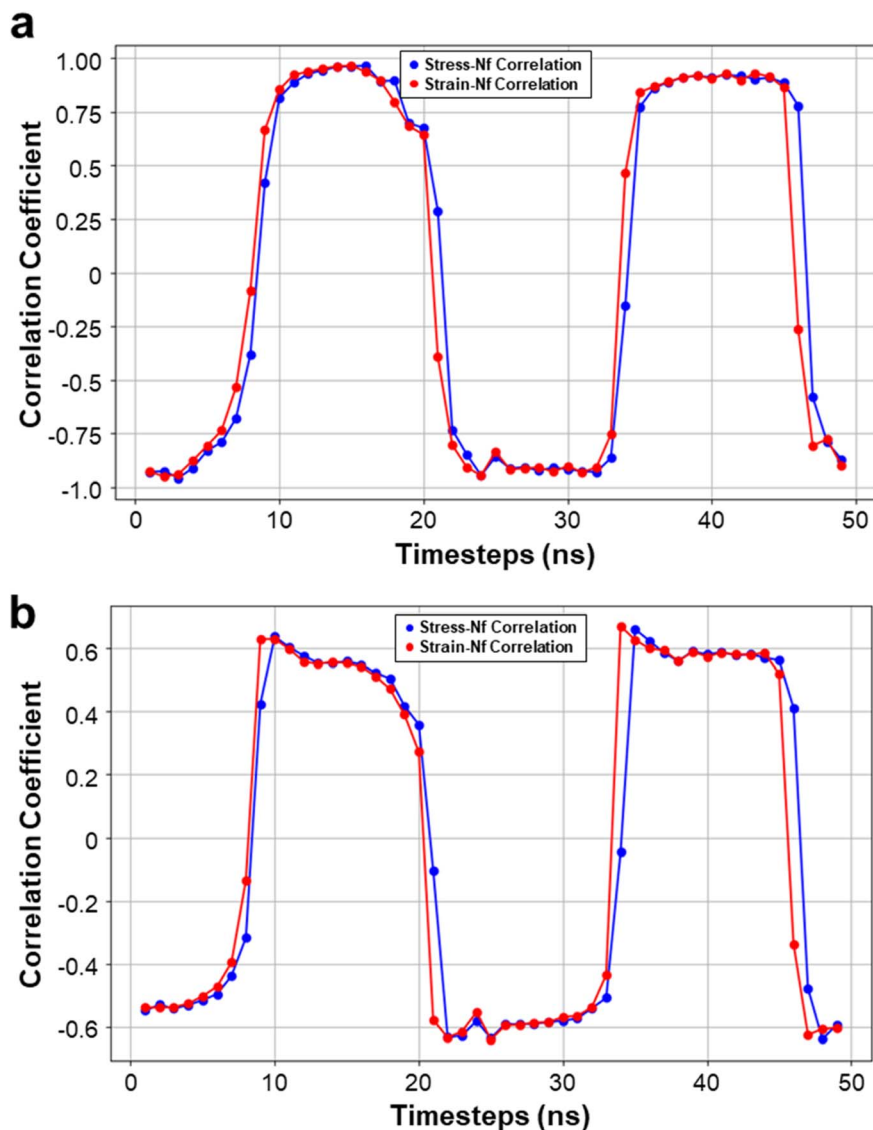 a
1.00
0.75
0.5
0.25
0
-0.25
-0.5
-0.75
-1.0
Correlation Coefficient
Stress-Nf Correlation
Strain-Nf Correlation
0 10 20 30 40 50
Timesteps (ns)
b
0.6
0.4
0.2
0
-0.2
-0.4
-0.6
Correlation Coefficient
Stress-Nf Correlation
Strain-Nf Correlation
0 10 20 30 40 50
Timesteps (ns)